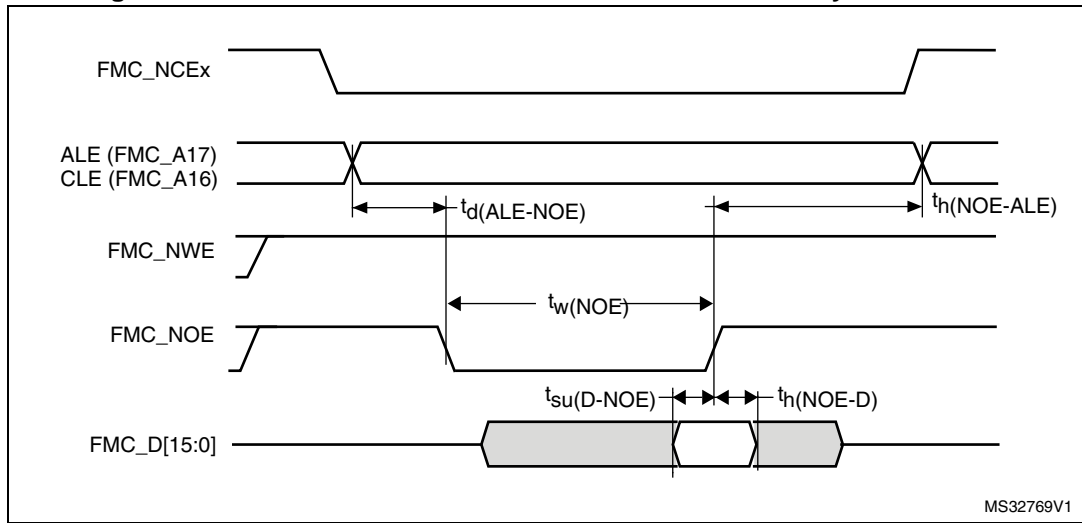 FMC_NCEx
ALE (FMC_A17)
CLE (FMC_A16)
td(ALE-NOE)
th(NOE-ALE)
FMC_NWE
tw(NOE)
FMC_NOE
tsu(D-NOE)
th(NOE-D)
FMC_D[15:0]
MS32769V1